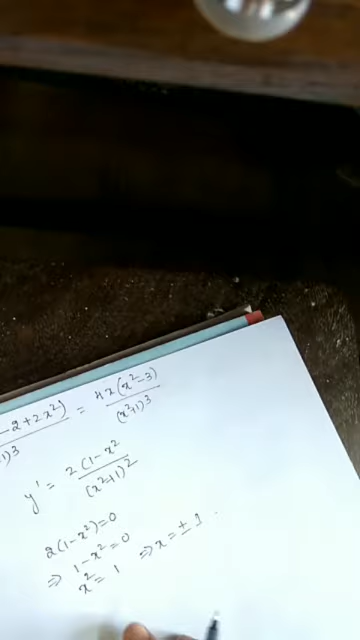 -2+2x²) / 1)³ = 4x(x²-3) / (x²+1)³
y' = 2(1-x² / (x²+1)²
2(1-x²)=0
⇒ 1-x²=0
x² = 1 ⇒ x = ± 1